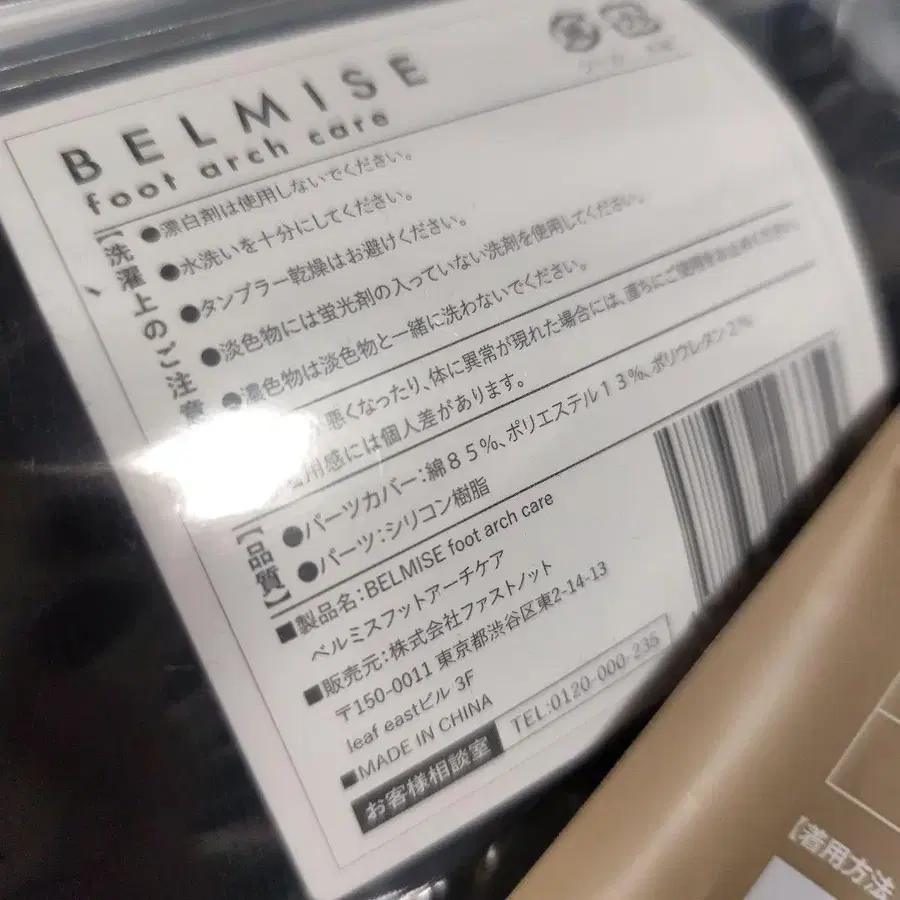 BELMISE
foot arch care
【洗濯上のご注意
●漂白剤は使用しないでください。
●水洗いを十分にしてください。
●タンブラー乾燥はお避けください。
●淡色物には蛍光剤の入っていない洗剤を使用してください。
●濃色物は淡色物と一緒に洗わないでください。
悪くなったり、体に異常が現れた場合には、直ちにご使用をお止めください
用感には個人差があります。
【品質】
●パーツカバー:綿85%、ポリエステル13%、ポリウレタン2%
●パーツ:シリコン樹脂
■製品名:BELMISE foot arch care
ベルミスフットアーチケア
■販売元:株式会社ファストノット
〒150-0011 東京都渋谷区東2-14-13
leaf eastビル 3F
■MADE IN CHINA
お客様相談室
TEL:0120-000-235
【着用方法